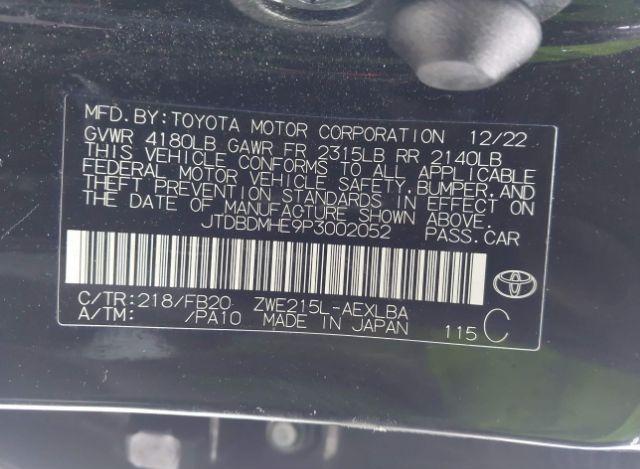 MFD.BY:TOYOTA MOTOR CORPORATION 12/22
GVWR 4180LB GAWR FR 2315LB RR 2140LB
THIS VEHICLE CONFORMS TO ALL APPLICABLE
FEDERAL MOTOR VEHICLE SAFETY,BUMPER,AND
THEFT PREVENTION STANDARDS IN EFFECT ON
THE DATE OF MANUFACTURE SHOWN ABOVE.
JTDBDMHE9P3002052 PASS.CAR
C/TR:218/FB20 ZWE215L-AEXLBA
A/TM: /PA10 MADE IN JAPAN 115 C